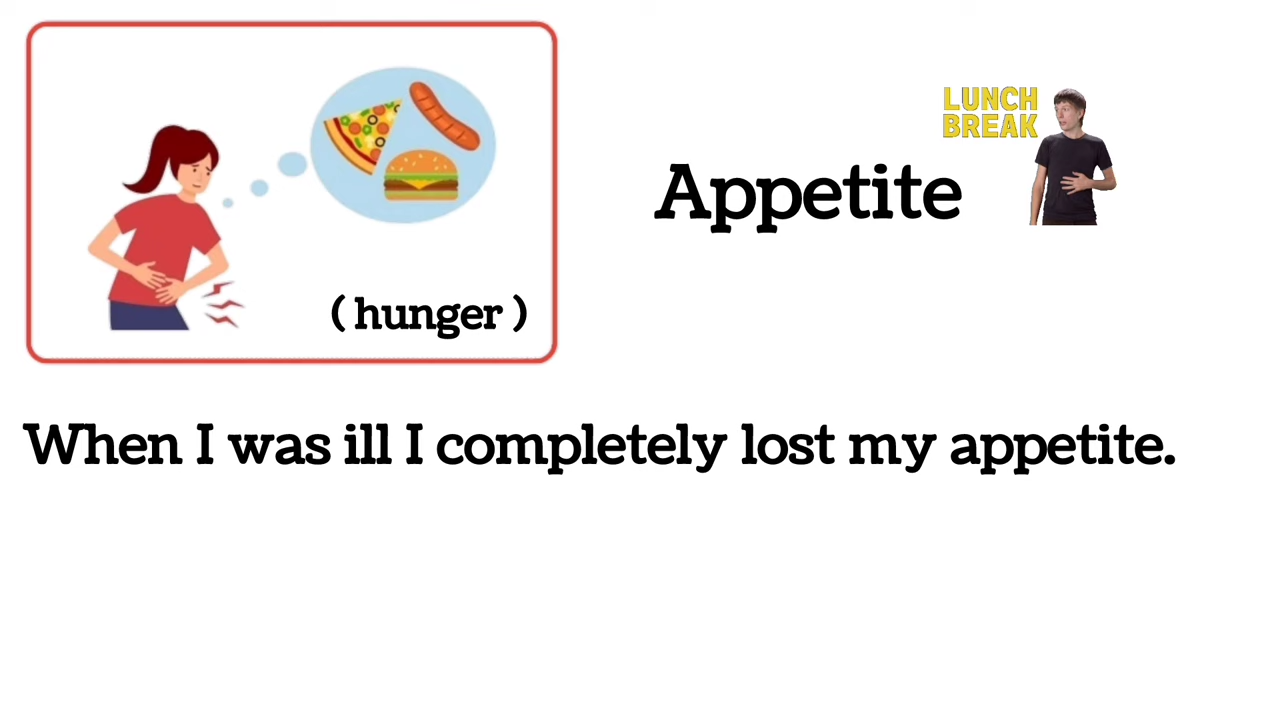 ( hunger )
LUNCH
BREAK
Appetite
When I was ill I completely lost my appetite.